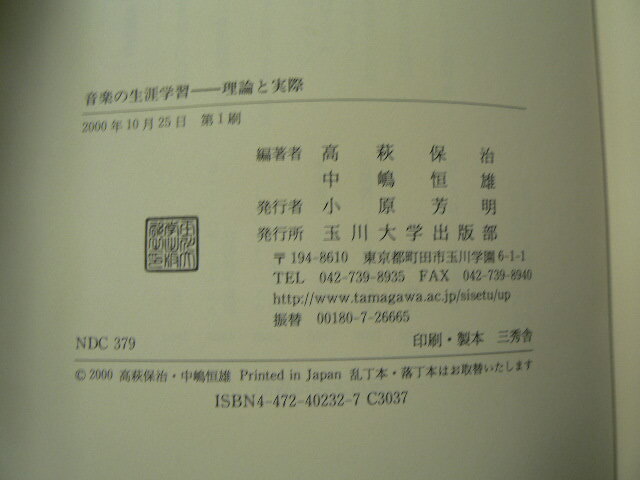 音楽の生涯学習——理論と実際
2000年10月25日 第1刷
編著者 高萩保治
中嶋恒雄
発行者 小原芳明
発行所 玉川大学出版部
〒194-8610 東京都町田市玉川学園6-1-1
TEL 042-739-8935 FAX 042-739-8940
http://www.tamagawa.ac.jp/sisetu/up
振替 00180-7-26665
NDC 379 印刷・製本 三秀舎
© 2000 高萩保治・中嶋恒雄 Printed in Japan 乱丁本・落丁本はお取替いたします
ISBN4-472-40232-7 C3037